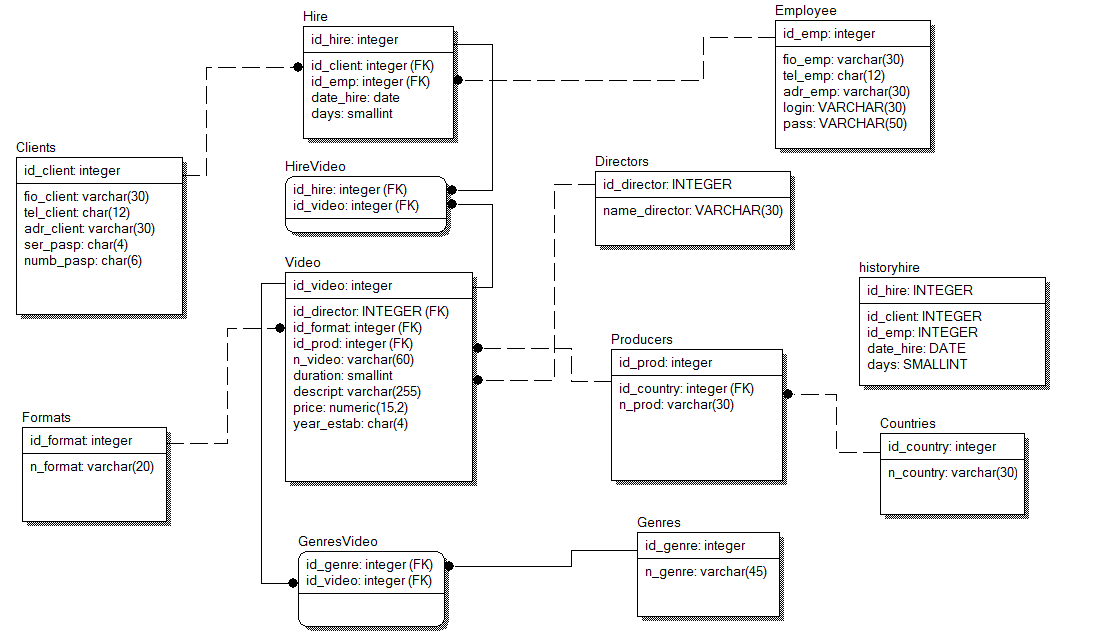 Hire
id_hire: integer
id_client: integer (FK)
id_emp: integer (FK)
date_hire: date
days: smallint
Employee
id_emp: integer
fio_emp: varchar(30)
tel_emp: char(12)
adr_emp: varchar(30)
login: VARCHAR(30)
pass: VARCHAR(50)
Clients
id_client: integer
fio_client: varchar(30)
tel_client: char(12)
adr_client: varchar(30)
ser_pasp: char(4)
numb_pasp: char(6)
HireVideo
id_hire: integer (FK)
id_video: integer (FK)
Directors
id_director: INTEGER
name_director: VARCHAR(30)
Video
id_video: integer
id_director: INTEGER (FK)
id_format: integer (FK)
id_prod: integer (FK)
n_video: varchar(60)
duration: smallint
descript: varchar(255)
price: numeric(15,2)
year_estab: char(4)
historyhire
id_hire: INTEGER
id_client: INTEGER
id_emp: INTEGER
date_hire: DATE
days: SMALLINT
Producers
id_prod: integer
id_country: integer (FK)
n_prod: varchar(30)
Formats
id_format: integer
n_format: varchar(20)
Countries
id_country: integer
n_country: varchar(30)
GenresVideo
id_genre: integer (FK)
id_video: integer (FK)
Genres
id_genre: integer
n_genre: varchar(45)